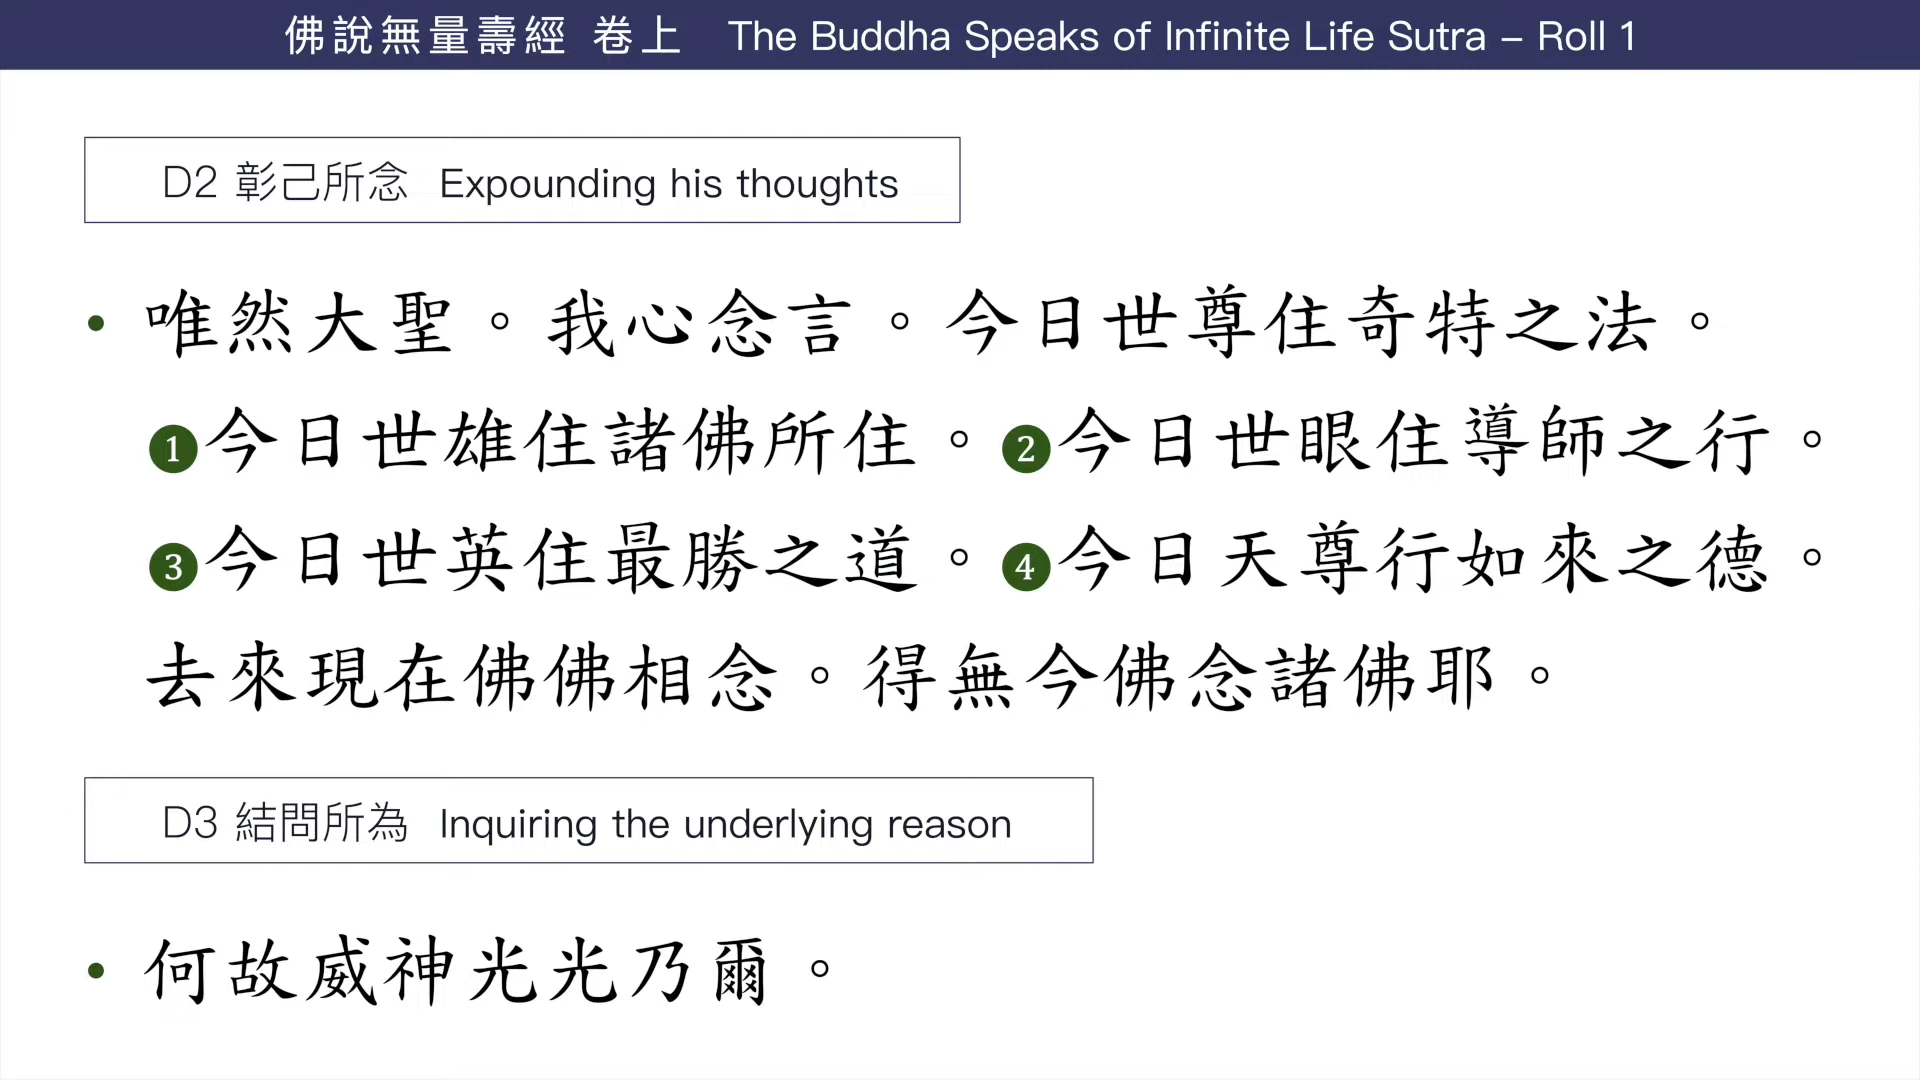 佛說無量壽經 卷上 The Buddha Speaks of Infinite Life Sutra – Roll 1
D2 彰己所念 Expounding his thoughts
• 唯然大聖。我心念言。今日世尊住奇特之法。
❶今日世雄住諸佛所住。❷今日世眼住導師之行。
❸今日世英住最勝之道。❹今日天尊行如來之德。
去來現在佛佛相念。得無今佛念諸佛耶。
D3 結問所為 Inquiring the underlying reason
• 何故威神光光乃爾。